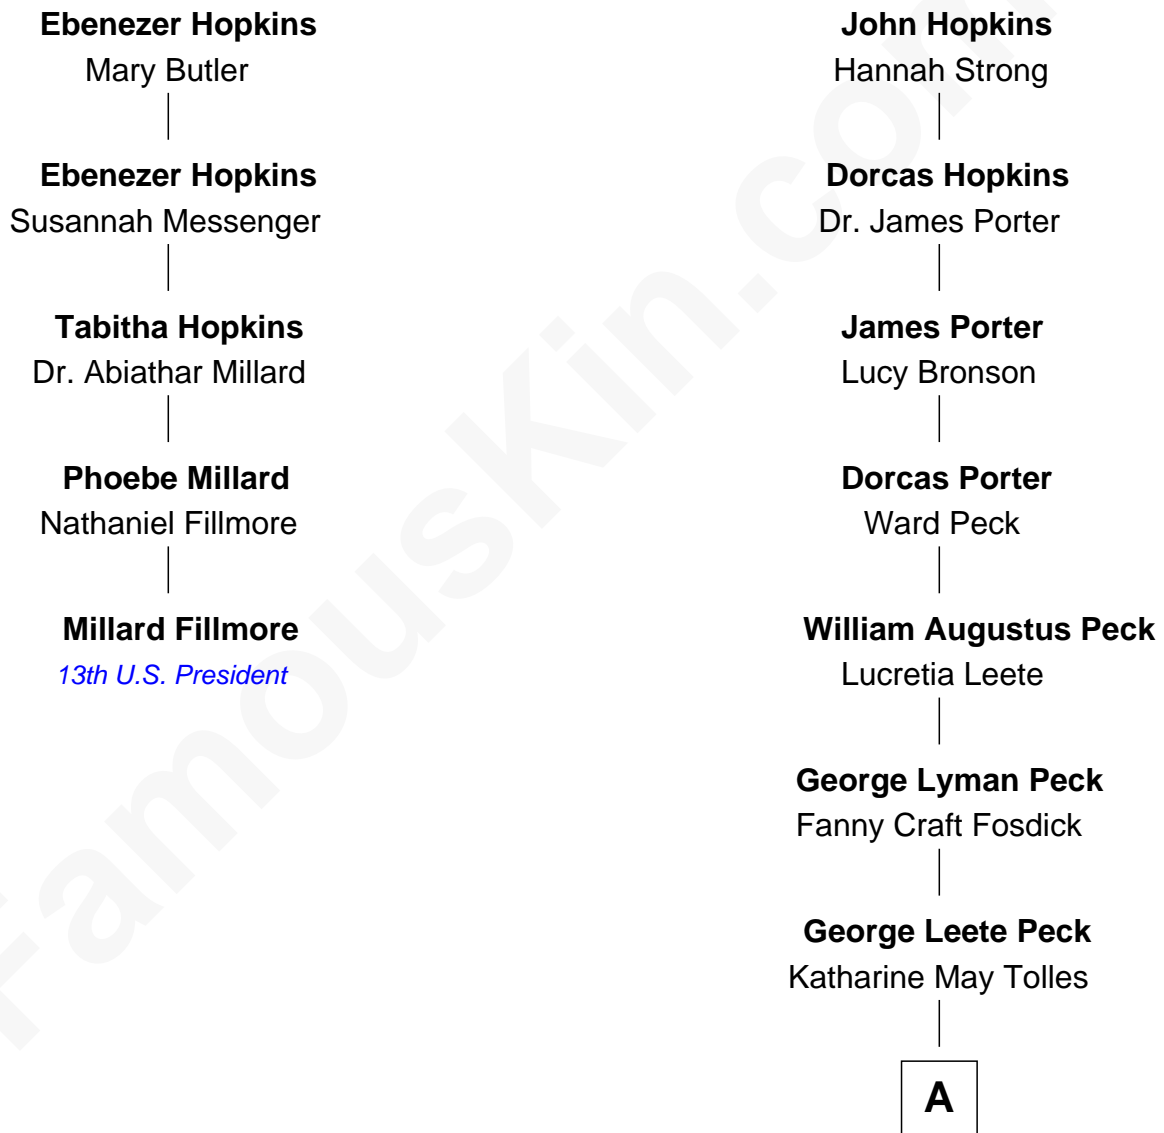 Ebenezer Hopkins
Mary Butler
Ebenezer Hopkins
Susannah Messenger
Tabitha Hopkins
Dr. Abiathar Millard
Phoebe Millard
Nathaniel Fillmore
Millard Fillmore
13th U.S. President
John Hopkins
Hannah Strong
Dorcas Hopkins
Dr. James Porter
James Porter
Lucy Bronson
Dorcas Porter
Ward Peck
William Augustus Peck
Lucretia Leete
George Lyman Peck
Fanny Craft Fosdick
George Leete Peck
Katharine May Tolles
A
FamousKin.com